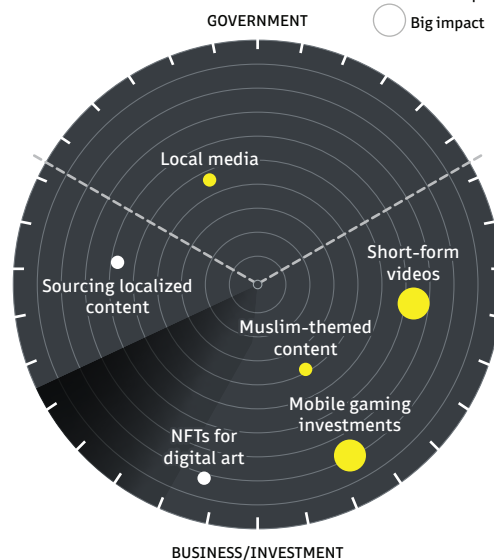 GOVERNMENT
Big impact
Local media
Short-form
videos
Sourcing localized
content
Muslim-themed
content
Mobile gaming
investments
NFTs for
digital art
BUSINESS/INVESTMENT